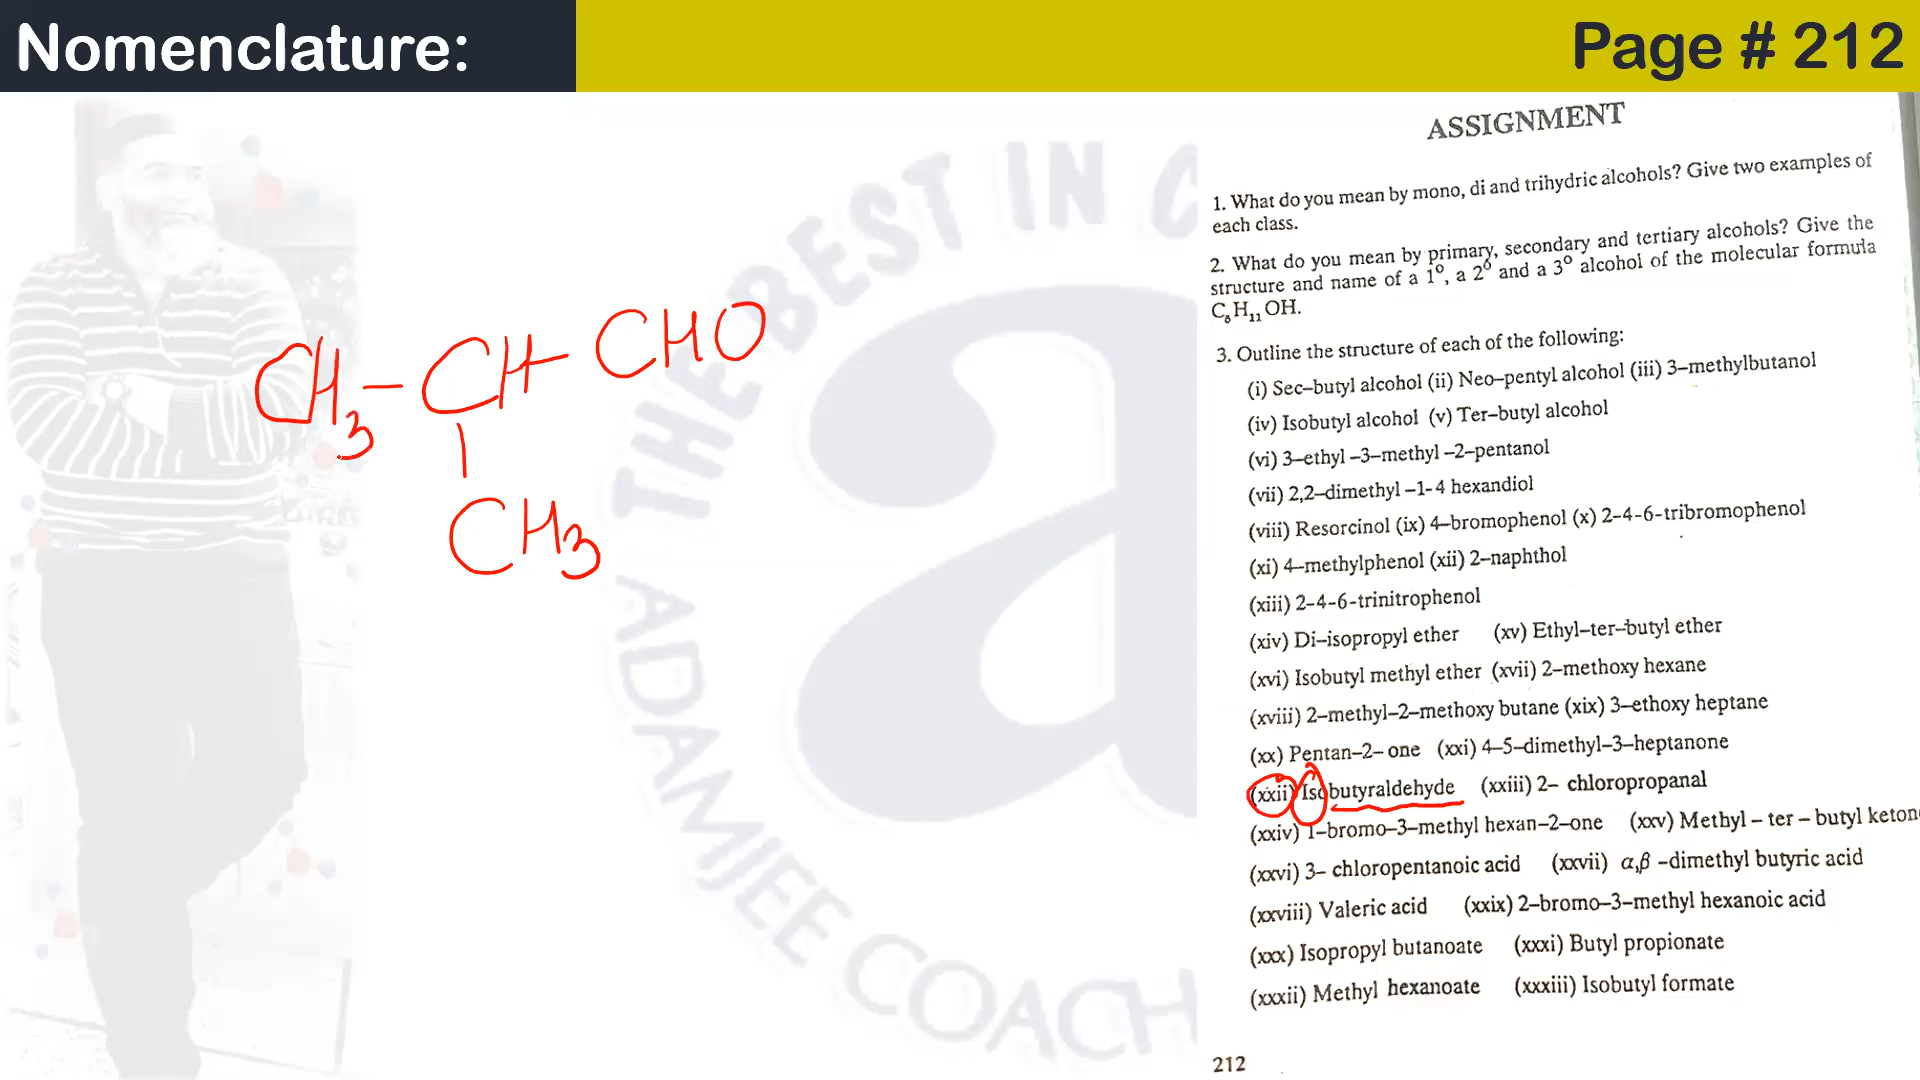 Nomenclature:
Page # 212
CH3-CH-CHO
CH3
THE BEST IN C
ADAMJEE COACH
a
ASSIGNMENT
1. What do you mean by mono, di and trihydric alcohols? Give two examples of
each class.
2. What do you mean by primary, secondary and tertiary alcohols? Give the
structure and name of a 1°, a 2° and a 3° alcohol of the molecular formula
C₆H₁₁OH.
3. Outline the structure of each of the following:
(i) Sec–butyl alcohol (ii) Neo–pentyl alcohol (iii) 3–methylbutanol
(iv) Isobutyl alcohol (v) Ter–butyl alcohol
(vi) 3–ethyl –3–methyl –2–pentanol
(vii) 2,2–dimethyl –1- 4 hexandiol
(viii) Resorcinol (ix) 4–bromophenol (x) 2-4-6-tribromophenol
(xi) 4–methylphenol (xii) 2–naphthol
(xiii) 2-4-6-trinitrophenol
(xiv) Di–isopropyl ether (xv) Ethyl–ter–butyl ether
(xvi) Isobutyl methyl ether (xvii) 2–methoxy hexane
(xviii) 2–methyl–2–methoxy butane (xix) 3–ethoxy heptane
(xx) Pentan–2– one (xxi) 4–5–dimethyl–3–heptanone
(xxii) Isobutyraldehyde (xxiii) 2– chloropropanal
(xxiv) 1–bromo–3–methyl hexan–2–one (xxv) Methyl – ter – butyl keton
(xxvi) 3– chloropentanoic acid (xxvii) α,β –dimethyl butyric acid
(xxviii) Valeric acid (xxix) 2–bromo–3–methyl hexanoic acid
(xxx) Isopropyl butanoate (xxxi) Butyl propionate
(xxxii) Methyl hexanoate (xxxiii) Isobutyl formate
212